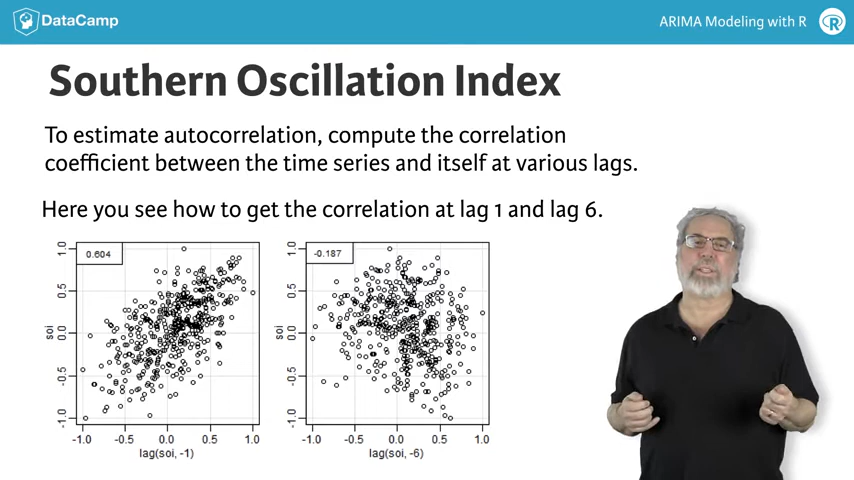 DataCamp
ARIMA Modeling with R
R
Southern Oscillation Index
To estimate autocorrelation, compute the correlation
coefficient between the time series and itself at various lags.
Here you see how to get the correlation at lag 1 and lag 6.
0.604
soi
1.0
0.5
0.0
-0.5
-1.0
-1.0 -0.5 0.0 0.5 1.0
lag(soi, -1)
-0.187
soi
1.0
0.5
0.0
-0.5
-1.0
-1.0 -0.5 0.0 0.5 1.0
lag(soi, -6)